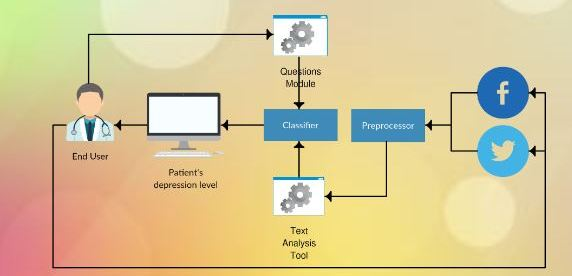 Questions
Module
Classifier
Preprocessor
End User
Patient's
depression level
Text
Analysis
Tool